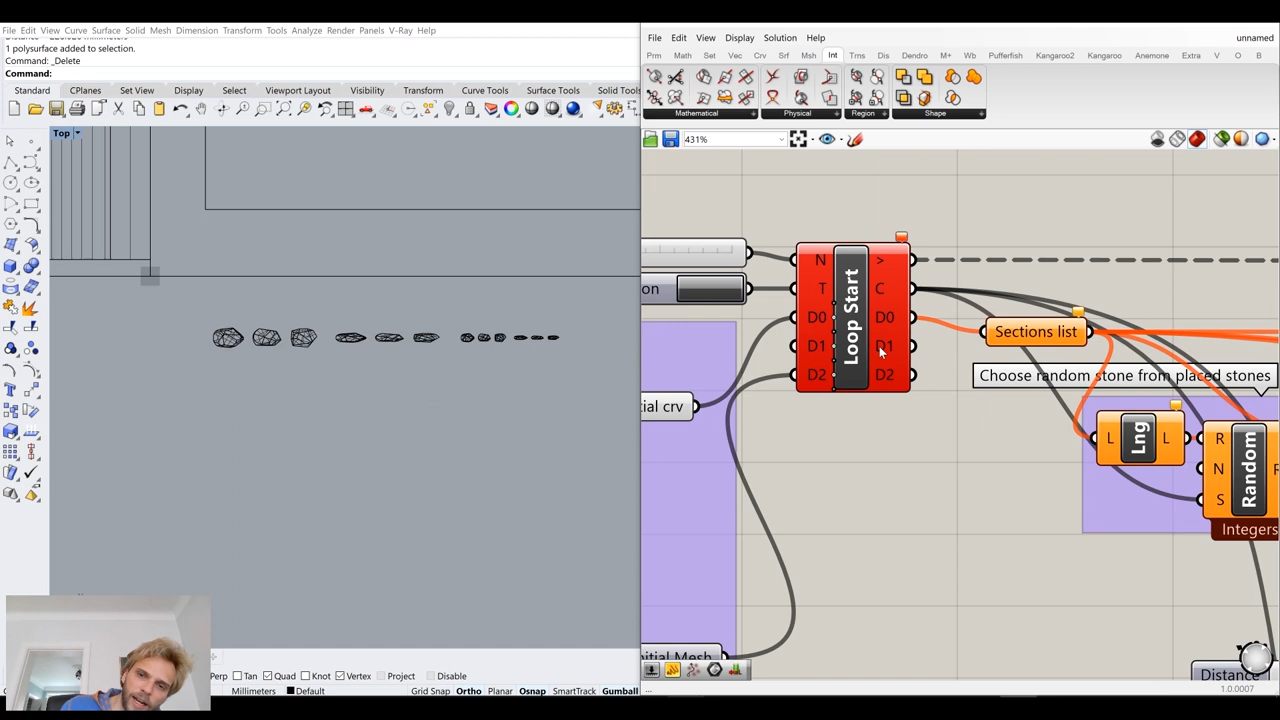 File Edit View Curve Surface Solid Mesh Dimension Transform Tools Analyze Render Panels V-Ray Help
1 polysurface added to selection.
Command: _Delete
Command:
Standard CPlanes Set View Display Select Viewport Layout Visibility Transform Curve Tools Surface Tools Solid Tools
Top
Perp Tan Quad Knot Vertex Project Disable
Millimeters Default Grid Snap Ortho Planar Osnap SmartTrack Gumball
File Edit View Display Solution Help
unnamed
Prm Math Set Vec Crv Srf Msh Int Trns Dis Dendro M+ Wb Pufferfish Kangaroo2 Kangaroo Anemone Extra V O B
Mathematical Physical Region Shape
431%
N
T
D0
D1
D2
Loop Start
>
C
D0
D1
D2
on
tial crv
nitial Mesh
Sections list
Choose random stone from placed stones
L Lng L
R
N
S
Random
Integers
Distance
...
1.0.0007